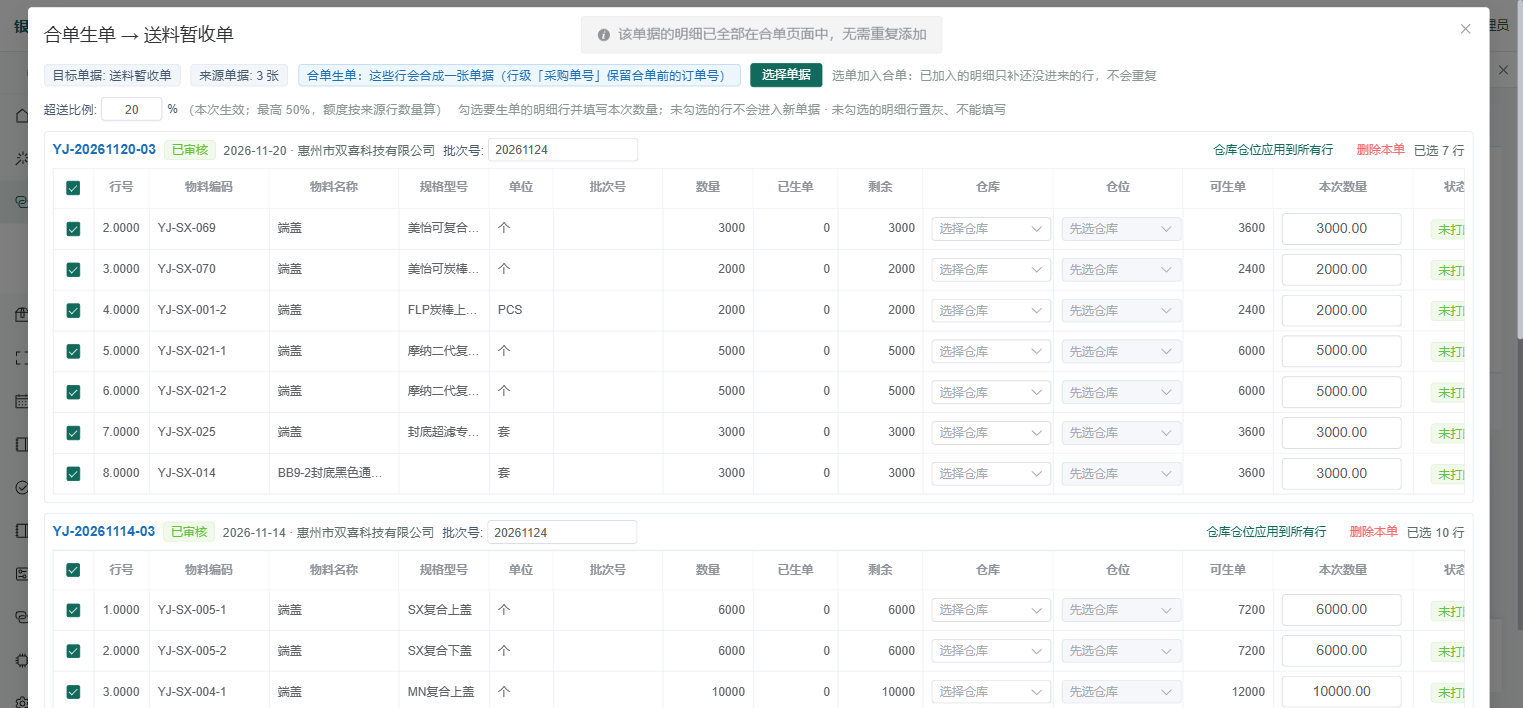 银
合单生单 → 送料暂收单
该单据的明细已全部在合单页面中，无需重复添加
理员
目标单据: 送料暂收单 来源单据: 3 张 合单生单：这些行会合成一张单据（行级「采购单号」保留合单前的订单号） 选择单据 选单加入合单：已加入的明细只补还没进来的行，不会重复
超送比例: 20 % （本次生效；最高 50%，额度按来源行数量算） 勾选要生单的明细行并填写本次数量；未勾选的行不会进入新单据 · 未勾选的明细行置灰、不能填写
YJ-20261120-03 已审核 2026-11-20 · 惠州市双喜科技有限公司 批次号: 20261124 仓库仓位应用到所有行 删除本单 已选 7 行
行号 物料编码 物料名称 规格型号 单位 批次号 数量 已生单 剩余 仓库 仓位 可生单 本次数量 状态
2.0000 YJ-SX-069 端盖 美怡可复合... 个 3000 0 3000 选择仓库 先选仓库 3600 3000.00 未打
3.0000 YJ-SX-070 端盖 美怡可炭棒... 个 2000 0 2000 选择仓库 先选仓库 2400 2000.00 未打
4.0000 YJ-SX-001-2 端盖 FLP炭棒上... PCS 2000 0 2000 选择仓库 先选仓库 2400 2000.00 未打
5.0000 YJ-SX-021-1 端盖 摩纳二代复... 个 5000 0 5000 选择仓库 先选仓库 6000 5000.00 未打
6.0000 YJ-SX-021-2 端盖 摩纳二代复... 个 5000 0 5000 选择仓库 先选仓库 6000 5000.00 未打
7.0000 YJ-SX-025 端盖 封底超滤专... 套 3000 0 3000 选择仓库 先选仓库 3600 3000.00 未打
8.0000 YJ-SX-014 BB9-2封底黑色通... 套 3000 0 3000 选择仓库 先选仓库 3600 3000.00 未打
YJ-20261114-03 已审核 2026-11-14 · 惠州市双喜科技有限公司 批次号: 20261124 仓库仓位应用到所有行 删除本单 已选 10 行
行号 物料编码 物料名称 规格型号 单位 批次号 数量 已生单 剩余 仓库 仓位 可生单 本次数量 状态
1.0000 YJ-SX-005-1 端盖 SX复合上盖 个 6000 0 6000 选择仓库 先选仓库 7200 6000.00 未打
2.0000 YJ-SX-005-2 端盖 SX复合下盖 个 6000 0 6000 选择仓库 先选仓库 7200 6000.00 未打
3.0000 YJ-SX-004-1 端盖 MN复合上盖 个 10000 0 10000 选择仓库 先选仓库 12000 10000.00 未打